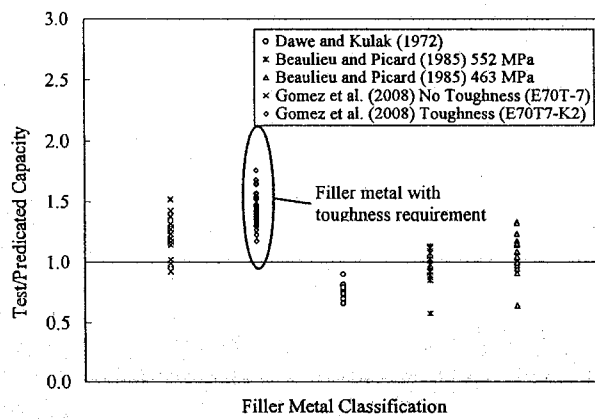 3.0
2.5
2.0
1.5
1.0
0.5
0.0
Test/Predicated Capacity
Dawe and Kulak (1972)
Beaulieu and Picard (1985) 552 MPa
Beaulieu and Picard (1985) 463 MPa
Gomez et al. (2008) No Toughness (E70T-7)
Gomez et al. (2008) Toughness (E70T7-K2)
Filler metal with
toughness requirement
Filler Metal Classification